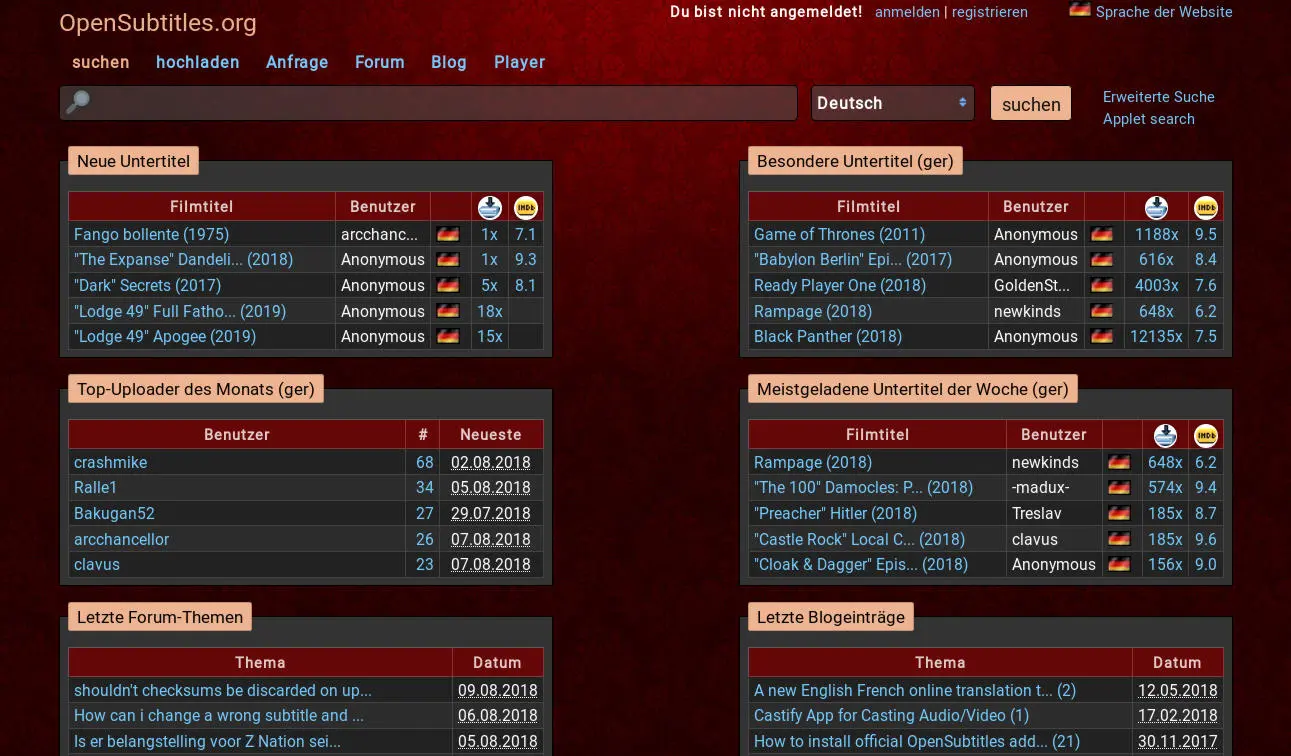 OpenSubtitles.org
Du bist nicht angemeldet! anmelden | registrieren Sprache der Website
suchen hochladen Anfrage Forum Blog Player
Deutsch suchen Erweiterte Suche
Applet search
Neue Untertitel
Filmtitel Benutzer IMDb
Fango bollente (1975) arcchanc... 1x 7.1
"The Expanse" Dandeli... (2018) Anonymous 1x 9.3
"Dark" Secrets (2017) Anonymous 5x 8.1
"Lodge 49" Full Fatho... (2019) Anonymous 18x
"Lodge 49" Apogee (2019) Anonymous 15x
Besondere Untertitel (ger)
Filmtitel Benutzer IMDb
Game of Thrones (2011) Anonymous 1188x 9.5
"Babylon Berlin" Epi... (2017) Anonymous 616x 8.4
Ready Player One (2018) GoldenSt... 4003x 7.6
Rampage (2018) newkinds 648x 6.2
Black Panther (2018) Anonymous 12135x 7.5
Top-Uploader des Monats (ger)
Benutzer # Neueste
crashmike 68 02.08.2018
Ralle1 34 05.08.2018
Bakugan52 27 29.07.2018
arcchancellor 26 07.08.2018
clavus 23 07.08.2018
Meistgeladene Untertitel der Woche (ger)
Filmtitel Benutzer IMDb
Rampage (2018) newkinds 648x 6.2
"The 100" Damocles: P... (2018) -madux- 574x 9.4
"Preacher" Hitler (2018) Treslav 185x 8.7
"Castle Rock" Local C... (2018) clavus 185x 9.6
"Cloak & Dagger" Epis... (2018) Anonymous 156x 9.0
Letzte Forum-Themen
Thema Datum
shouldn't checksums be discarded on up... 09.08.2018
How can i change a wrong subtitle and ... 06.08.2018
Is er belangstelling voor Z Nation sei... 05.08.2018
Letzte Blogeinträge
Thema Datum
A new English French online translation t... (2) 12.05.2018
Castify App for Casting Audio/Video (1) 17.02.2018
How to install official OpenSubtitles add... (21) 30.11.2017